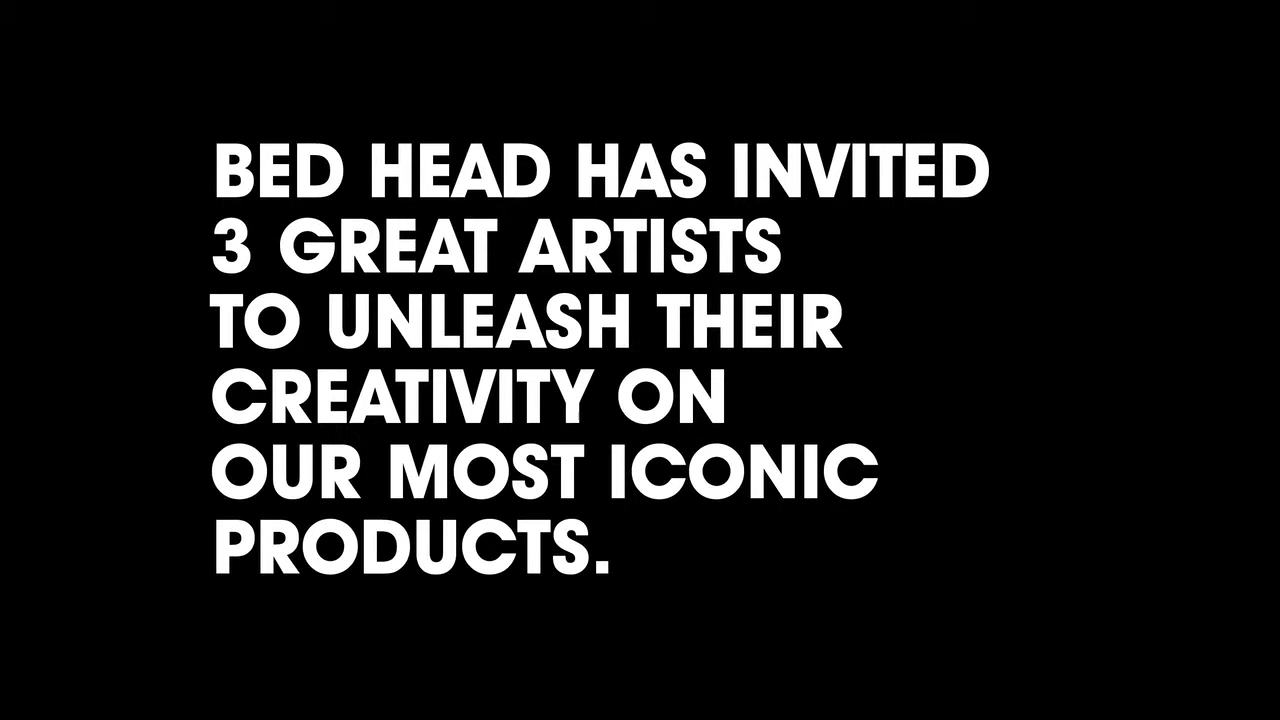 BED HEAD HAS INVITED
3 GREAT ARTISTS
TO UNLEASH THEIR
CREATIVITY ON
OUR MOST ICONIC
PRODUCTS.